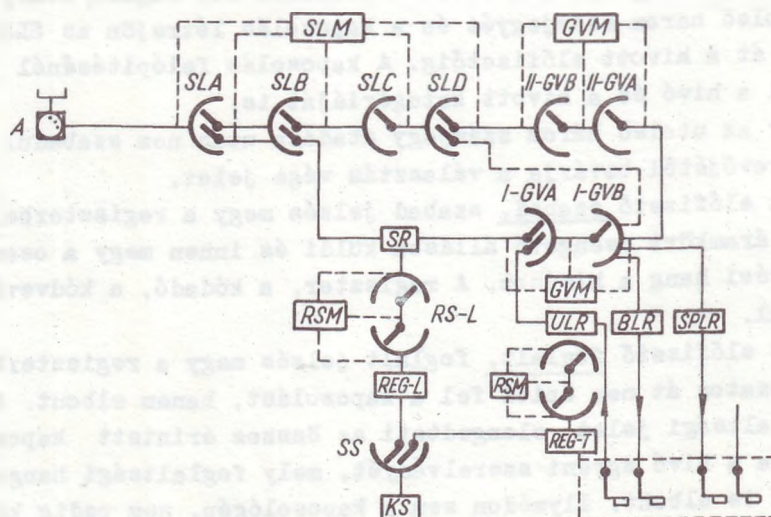 SLM
GVM
SLA SLB SLC SLD II-GVB II-GVA
A
I-GVA I-GVB
SR
GVM
RSM
RS-L
ULR BLR SPLR
REG-L
RSM
SS
REG-T
KS